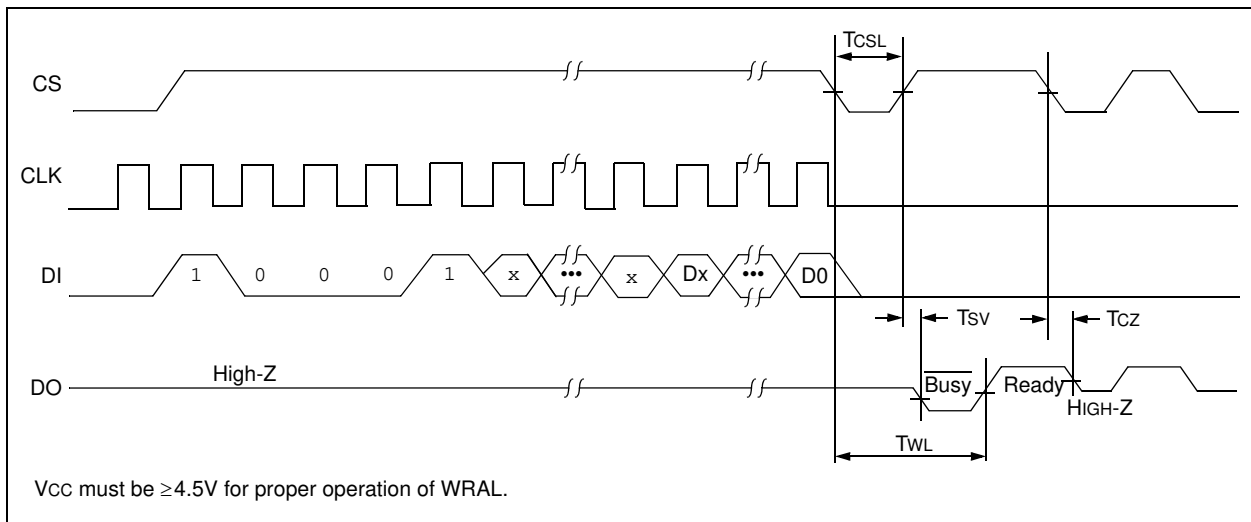 TCSL
CS
CLK
DI 1 0 0 0 1 x ••• x Dx ••• D0
TSV TCZ
DO High-Z Busy Ready
HIGH-Z
TWL
VCC must be ≥4.5V for proper operation of WRAL.